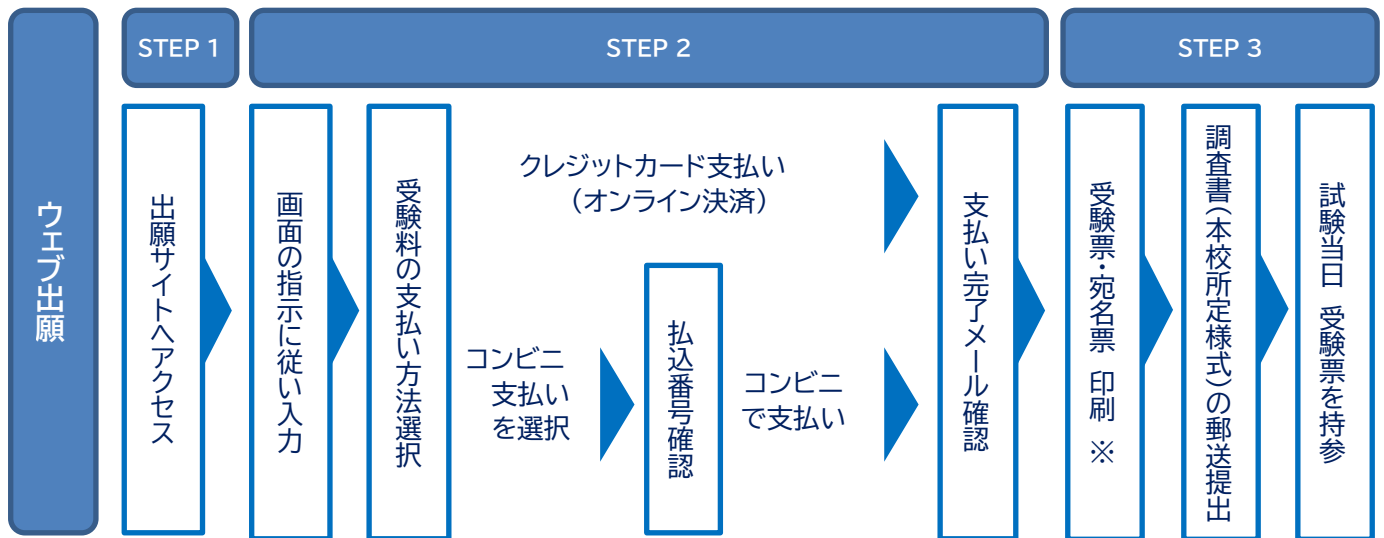 ウェブ出願
STEP 1
STEP 2
STEP 3
出願サイトへアクセス
画面の指示に従い入力
受験料の支払い方法選択
クレジットカード支払い
（オンライン決済）
コンビニ
支払い
を選択
払込番号確認
コンビニ
で支払い
支払い完了メール確認
受験票・宛名票 印刷 ※
調査書（本校所定様式）の郵送提出
試験当日 受験票を持参